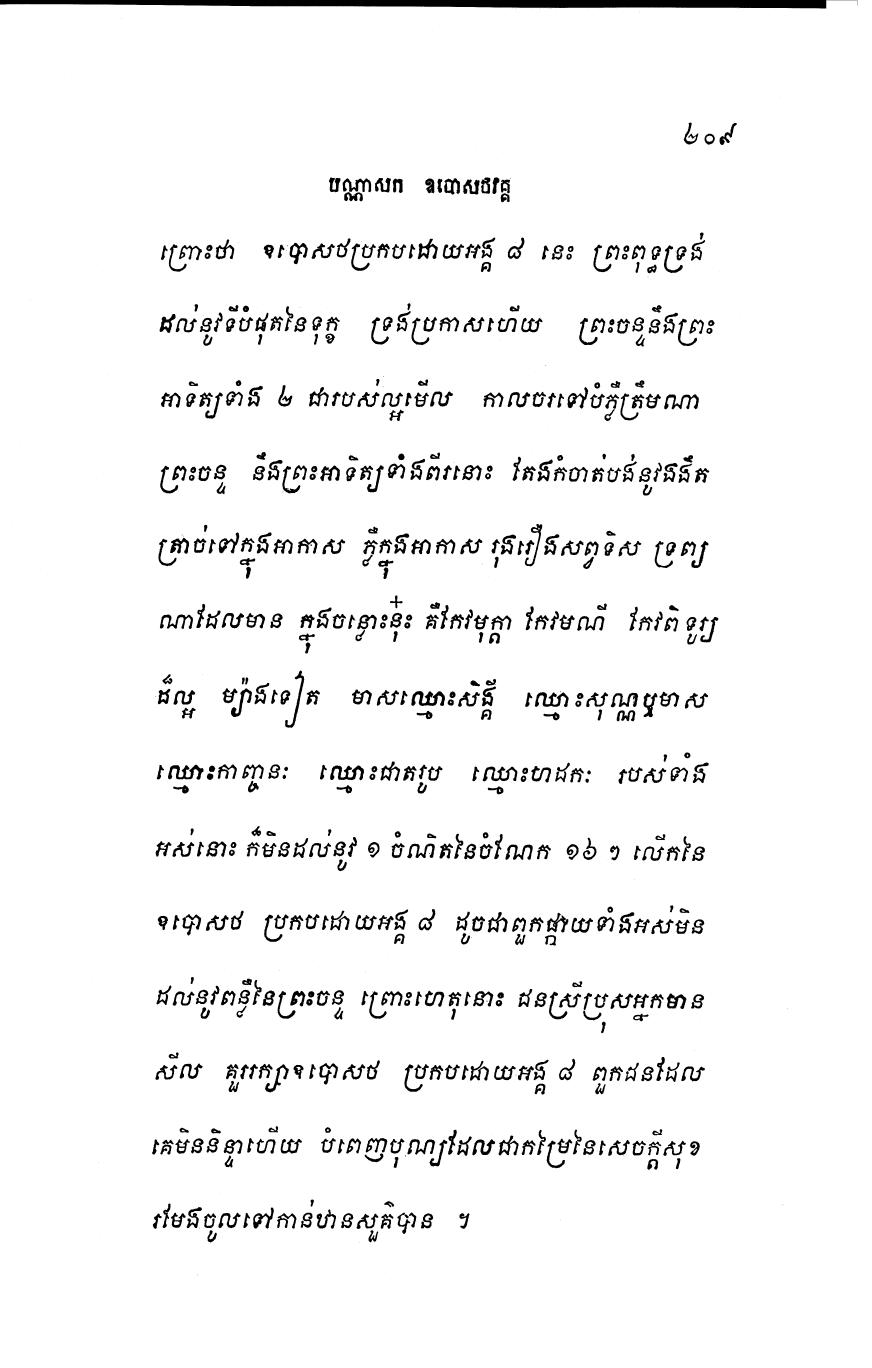 ២០៩
បណ្ណាសក ឧបោសថវគ្គ
ព្រោះថា ឧបោសថប្រកបដោយអង្គ ៨ នេះ ព្រះពុទ្ធទ្រង់
ដល់នូវទីបំផុតនៃទុក្ខ ទ្រង់ប្រកាសហើយ ព្រះចន្ទនឹងព្រះ
អាទិត្យទាំង ២ ជារបស់ល្អមើល កាលចរទៅបំភ្លឺត្រឹមណា
ព្រះចន្ទ នឹងព្រះអាទិត្យទាំងពីរនោះ តែងកំចាត់បង់នូវងងឹត
ត្រាច់ទៅក្នុងអាកាស ភ្លឺក្នុងអាកាស រុងរឿងសព្វទិស ទ្រព្យ
ណាដែលមាន ក្នុងចន្លោះនុ៎ះ គឺកែវមុក្តា កែវមណី កែវពិទូរ្យ
ដ៏ល្អ ម្យ៉ាងទៀត មាសឈ្មោះសិង្គី ឈ្មោះសុណ្ណឬមាស
ឈ្មោះកាញ្ចនៈ ឈ្មោះជាតរូប ឈ្មោះហដកៈ របស់ទាំង
អស់នោះ ក៏មិនដល់នូវ ១ ចំណិតនៃចំណែក ១៦ ៗ លើកនៃ
ឧបោសថ ប្រកបដោយអង្គ ៨ ដូចជាពួកផ្កាយទាំងអស់មិន
ដល់នូវពន្លឺនៃព្រះចន្ទ ព្រោះហេតុនោះ ជនស្រីប្រុសអ្នកមាន
សីល គួររក្សាឧបោសថ ប្រកបដោយអង្គ ៨ ពួកជនដែល
គេមិននិន្ទាហើយ បំពេញបុណ្យដែលជាកម្រៃនៃសេចក្តីសុខ
រមែងចូលទៅកាន់ឋានសួគ៌បាន ។